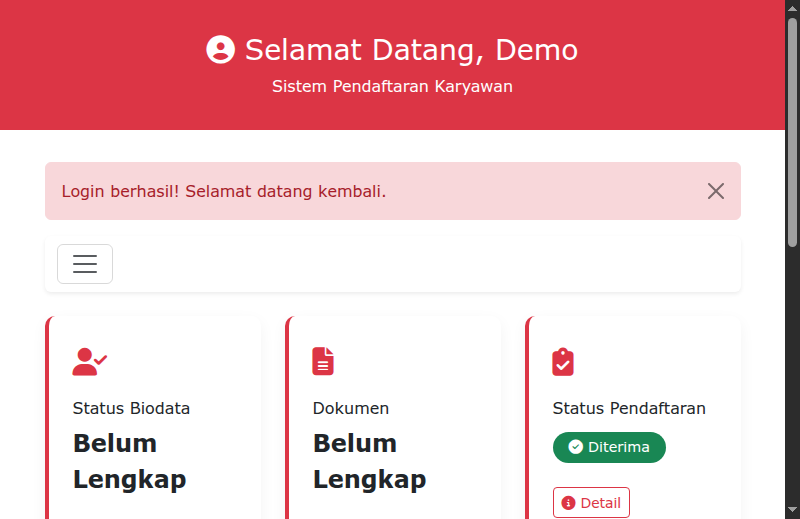 Selamat Datang, Demo
Sistem Pendaftaran Karyawan
Login berhasil! Selamat datang kembali.
Status Biodata
Belum
Lengkap
Dokumen
Belum
Lengkap
Status Pendaftaran
Diterima
Detail